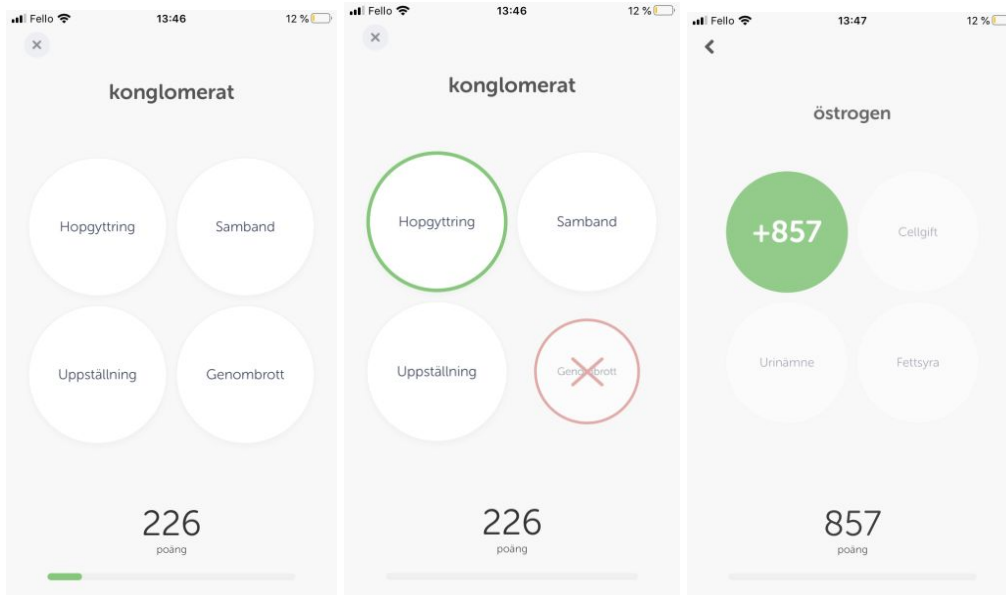 Fello 13:46 12 %
konglomerat
Hopgyttring Samband
Uppställning Genombrott
226
poäng
Fello 13:46 12 %
konglomerat
Hopgyttring Samband
Uppställning Genombrott
226
poäng
Fello 13:47 12 %
östrogen
+857 Cellgift
Urinämne Fettsyra
857
poäng